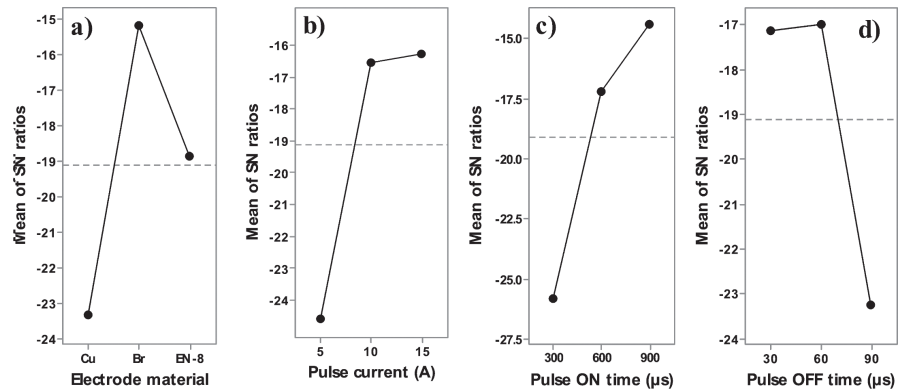 a)
Mean of SN ratios
-15
-16
-17
-18
-19
-20
-21
-22
-23
-24
Cu Br EN-8
Electrode material
b)
Mean of SN ratios
-16
-17
-18
-19
-20
-21
-22
-23
-24
5 10 15
Pulse current (A)
c)
Mean of SN ratios
-15.0
-17.5
-20.0
-22.5
-25.0
-27.5
300 600 900
Pulse ON time (µs)
d)
Mean of SN ratios
-17
-18
-19
-20
-21
-22
-23
-24
30 60 90
Pulse OFF time (µs)